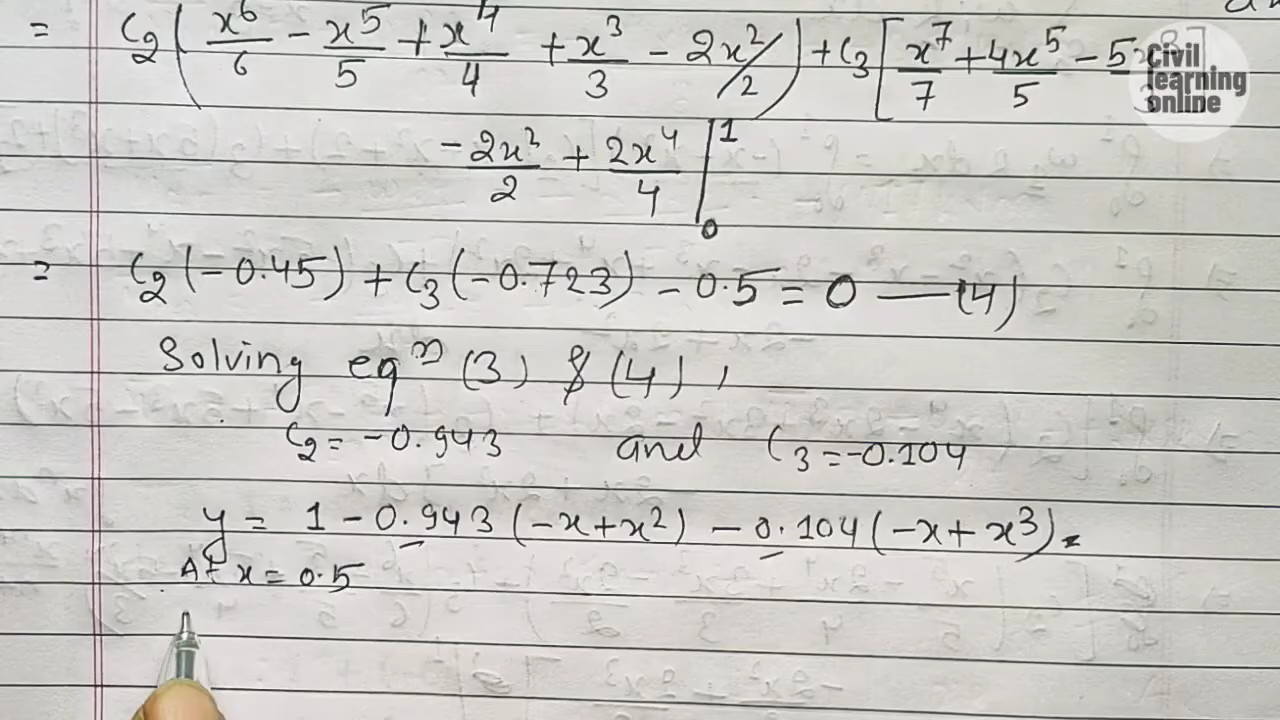 = C2 ( x^6/6 - x^5/5 + x^4/4 + x^3/3 - 2x^2/2 ) + C3 [ x^7/7 + 4x^5/5 - 5x
Civil learning online
- 2x^2/2 + 2x^4/4 |_0^1
= C2(-0.45) + C3(-0.723) - 0.5 = 0 —(4)
Solving eqn (3) & (4),
C2 = -0.943 and C3 = -0.104
y = 1 - 0.943 (-x + x^2) - 0.104 (-x + x^3).
At x = 0.5